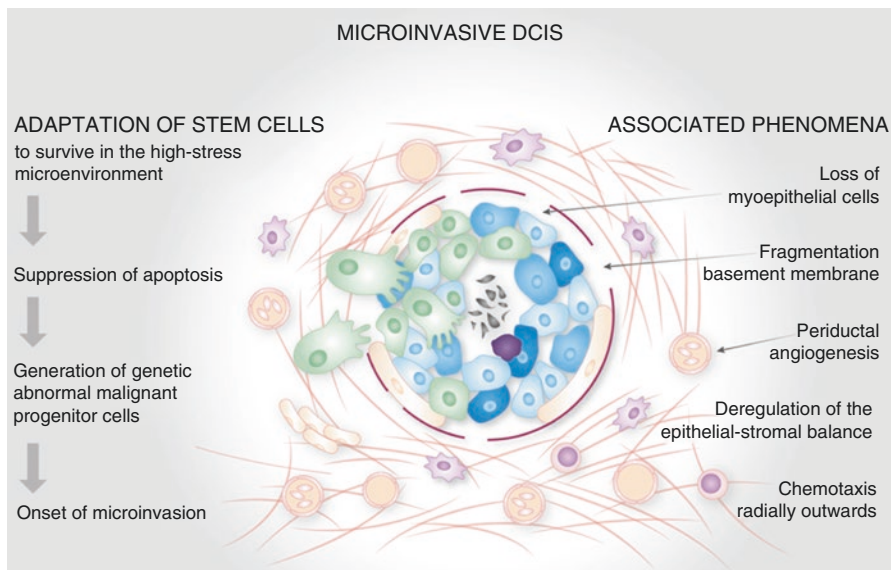 MICROINVASIVE DCIS
ADAPTATION OF STEM CELLS
to survive in the high-stress
microenvironment
Suppression of apoptosis
Generation of genetic
abnormal malignant
progenitor cells
Onset of microinvasion
ASSOCIATED PHENOMENA
Loss of
myoepithelial cells
Fragmentation
basement membrane
Periductal
angiogenesis
Deregulation of the
epithelial-stromal balance
Chemotaxis
radially outwards